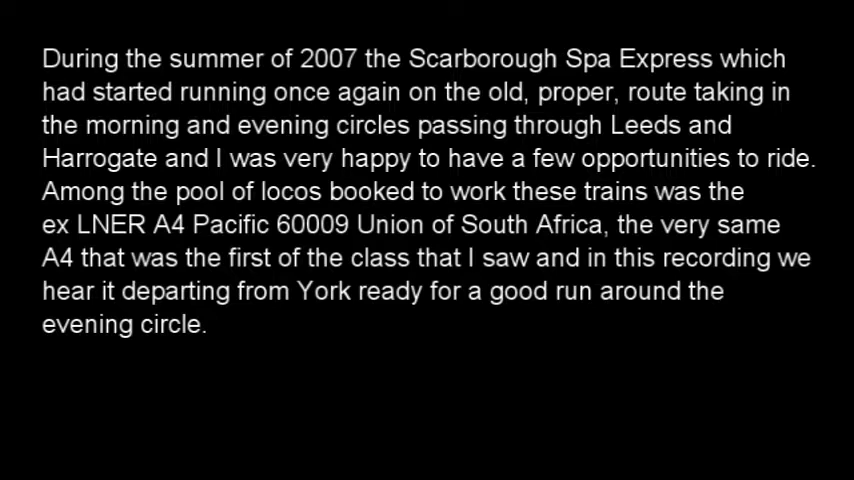 During the summer of 2007 the Scarborough Spa Express which
had started running once again on the old, proper, route taking in
the morning and evening circles passing through Leeds and
Harrogate and I was very happy to have a few opportunities to ride.
Among the pool of locos booked to work these trains was the
ex LNER A4 Pacific 60009 Union of South Africa, the very same
A4 that was the first of the class that I saw and in this recording we
hear it departing from York ready for a good run around the
evening circle.